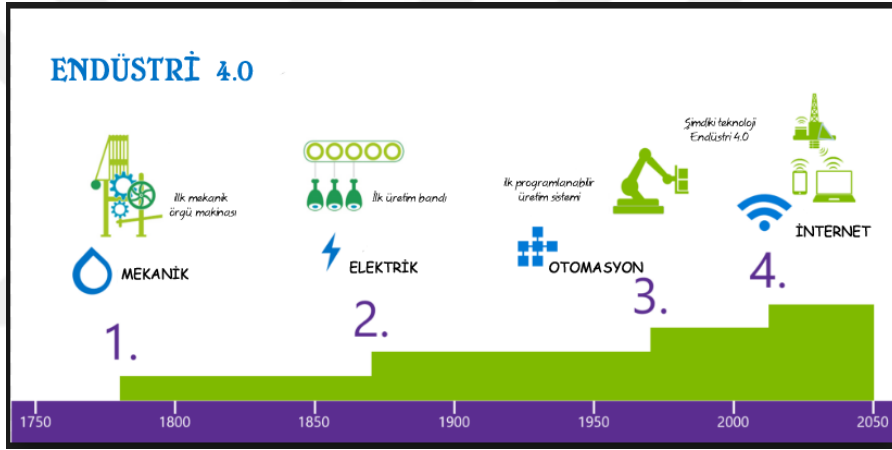 ENDÜSTRİ 4.0
İlk mekanik
örgü makinası
MEKANİK
1.
İlk üretim bandı
ELEKTRİK
2.
İlk programlanabilir
üretim sistemi
OTOMASYON
3.
Şimdiki teknoloji
Endüstri 4.0
İNTERNET
4.
1750 1800 1850 1900 1950 2000 2050